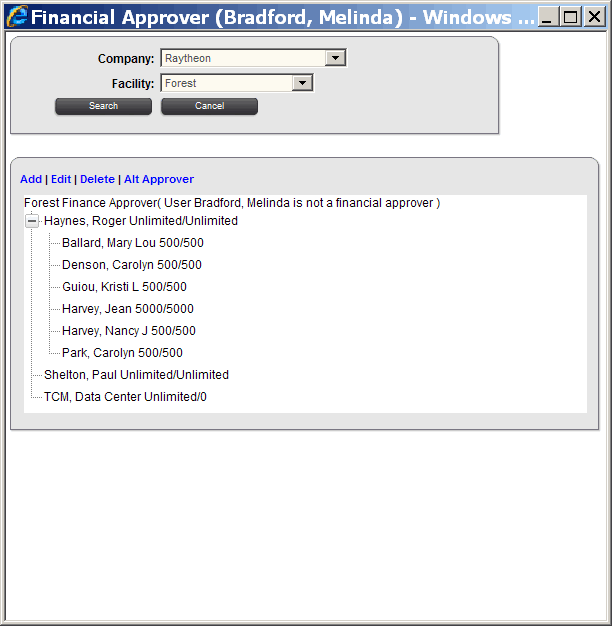 Financial Approver (Bradford, Melinda) - Windows ...
Company: Raytheon
Facility: Forest
Search Cancel
Add | Edit | Delete | Alt Approver
Forest Finance Approver( User Bradford, Melinda is not a financial approver )
Haynes, Roger Unlimited/Unlimited
Ballard, Mary Lou 500/500
Denson, Carolyn 500/500
Guiou, Kristi L 500/500
Harvey, Jean 5000/5000
Harvey, Nancy J 500/500
Park, Carolyn 500/500
Shelton, Paul Unlimited/Unlimited
TCM, Data Center Unlimited/0